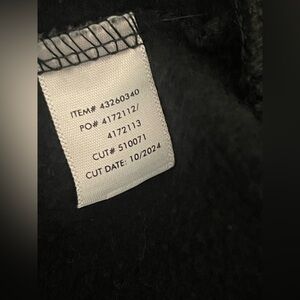 ITEM# 43260340
PO# 4172112/
4172113
CUT# 510071
CUT DATE: 10/2024